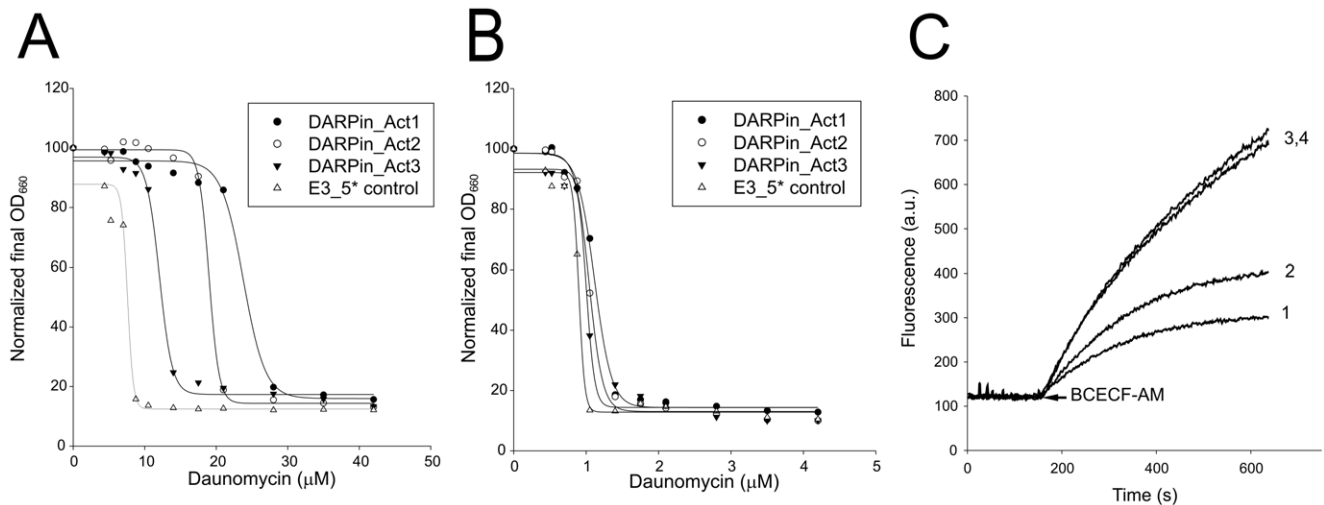 A
Normalized final OD660
120
100
80
60
40
20
0
0 10 20 30 40 50
Daunomycin (μM)
DARPin_Act1
DARPin_Act2
DARPin_Act3
E3_5* control
B
Normalized final OD660
120
100
80
60
40
20
0
0 1 2 3 4 5
Daunomycin (μM)
DARPin_Act1
DARPin_Act2
DARPin_Act3
E3_5* control
C
Fluorescence (a.u.)
800
700
600
500
400
300
200
100
0
0 200 400 600
Time (s)
3,4
2
1
BCECF-AM